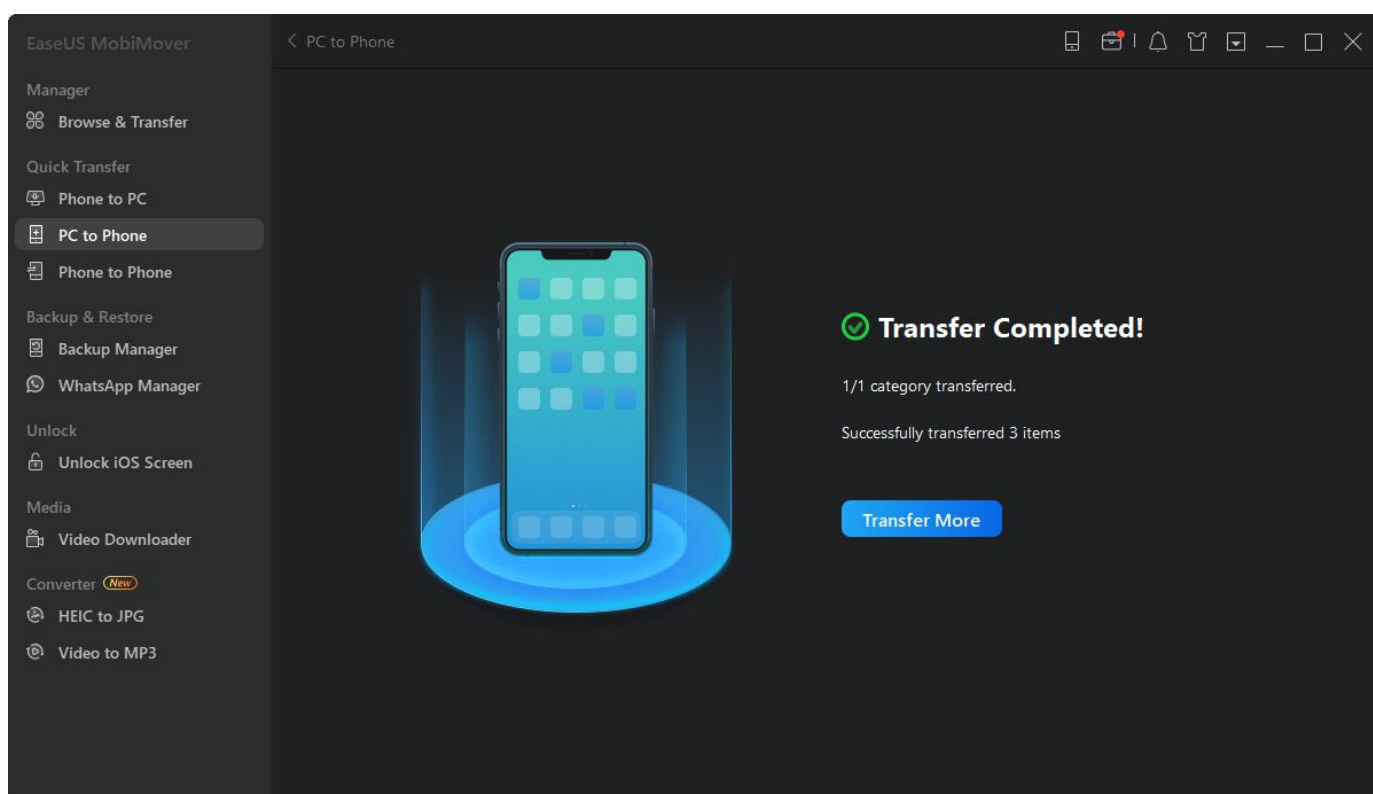 EaseUS MobiMover
PC to Phone
Manager
Browse & Transfer
Quick Transfer
Phone to PC
PC to Phone
Phone to Phone
Backup & Restore
Backup Manager
WhatsApp Manager
Unlock
Unlock iOS Screen
Media
Video Downloader
Converter New
HEIC to JPG
Video to MP3
Transfer Completed!
1/1 category transferred.
Successfully transferred 3 items
Transfer More